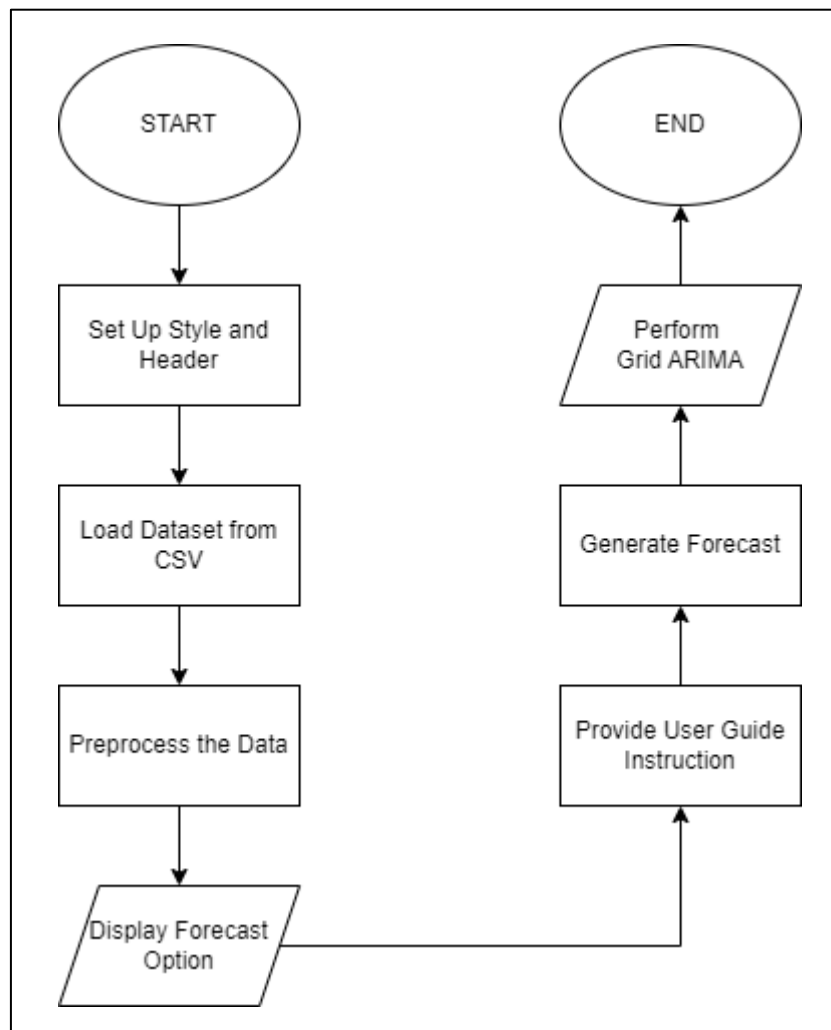 START
Set Up Style and
Header
Load Dataset from
CSV
Preprocess the Data
Display Forecast
Option
Provide User Guide
Instruction
Generate Forecast
Perform
Grid ARIMA
END